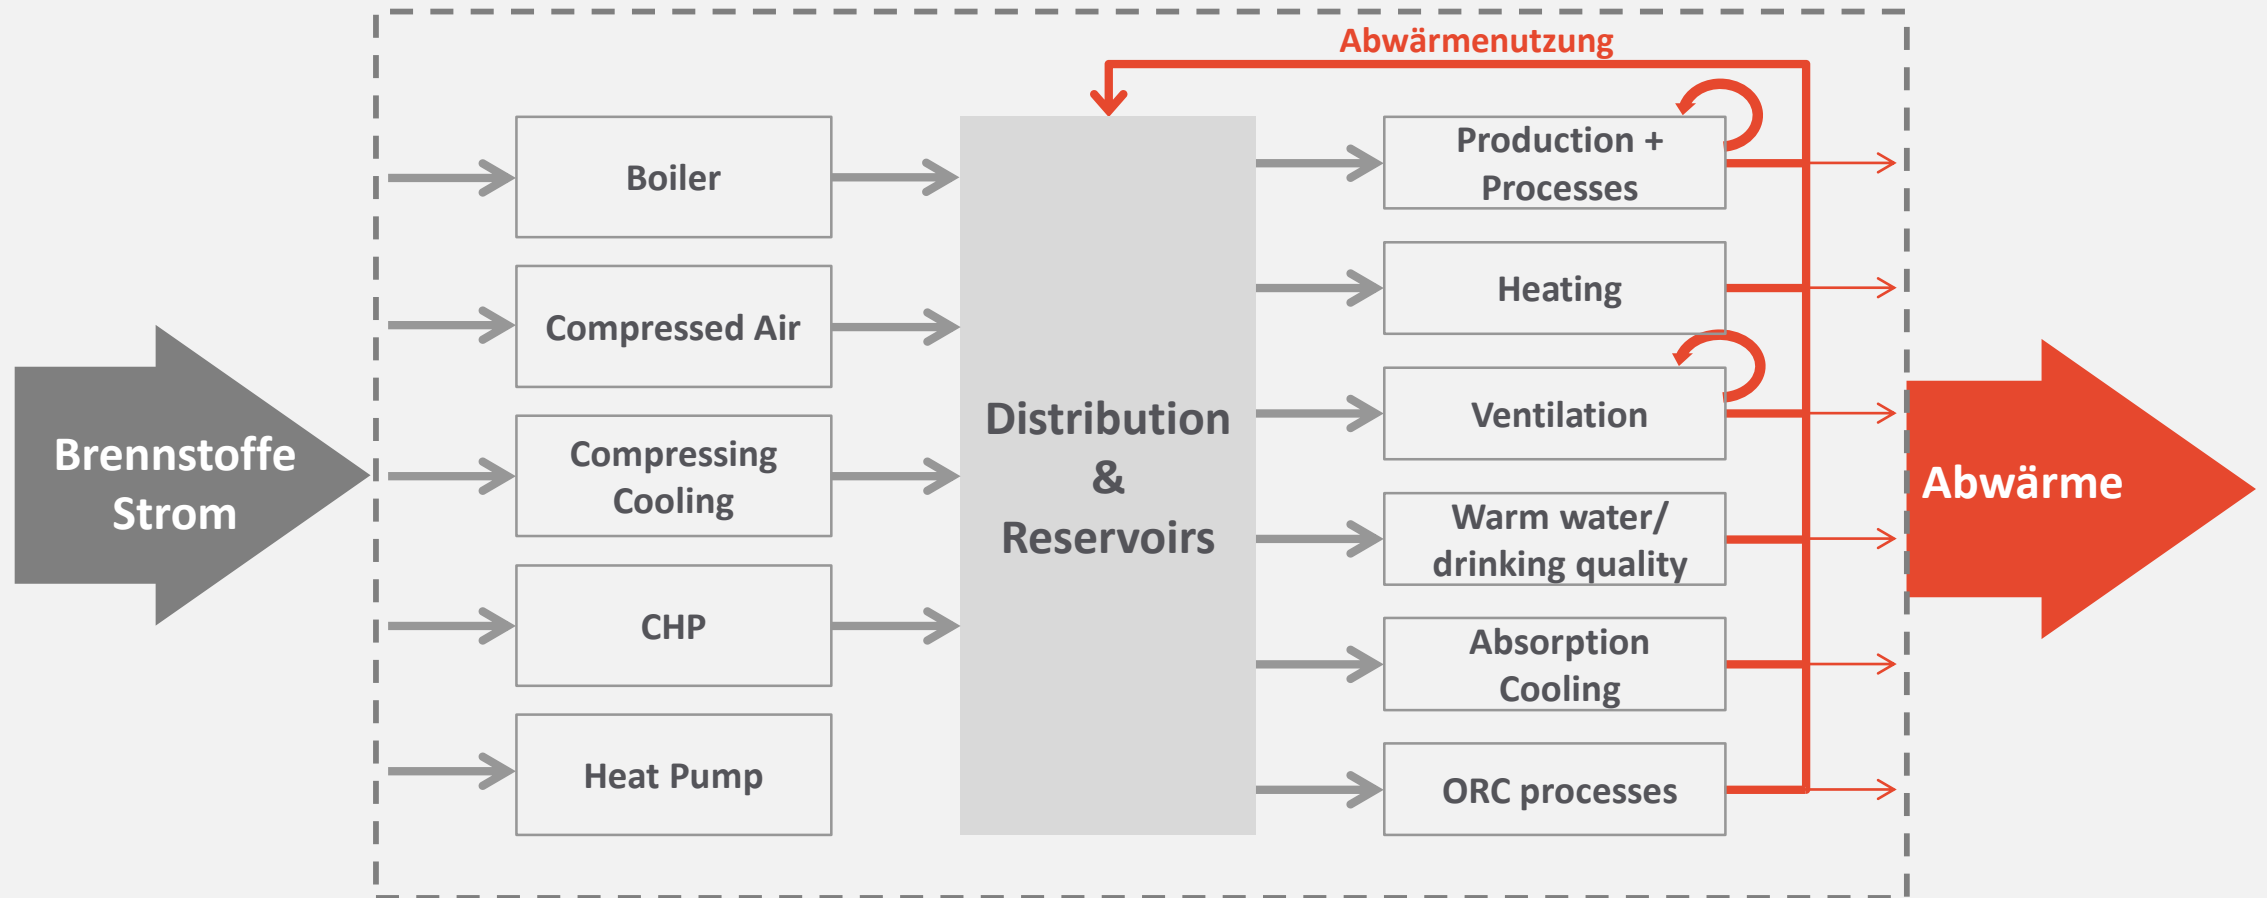 Abwärmenutzung
Brennstoffe
Strom
Boiler
Compressed Air
Compressing
Cooling
CHP
Heat Pump
Distribution
&
Reservoirs
Production +
Processes
Heating
Ventilation
Warm water/
drinking quality
Absorption
Cooling
ORC processes
Abwärme